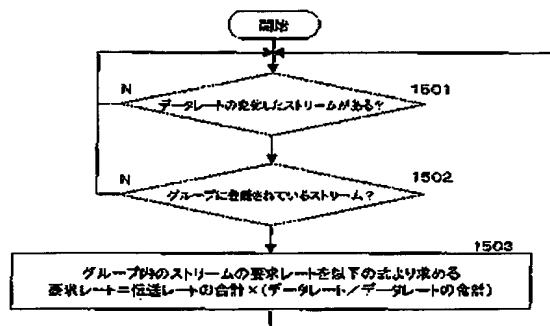 開始
N
1501
データレートの変化したストリームがある?
N
1502
グループに登録されているストリーム?
1503
グループ内のストリームの要求レートを以下の式より求める
要求レート=伝送レートの合計×(データレート/データレートの合計)